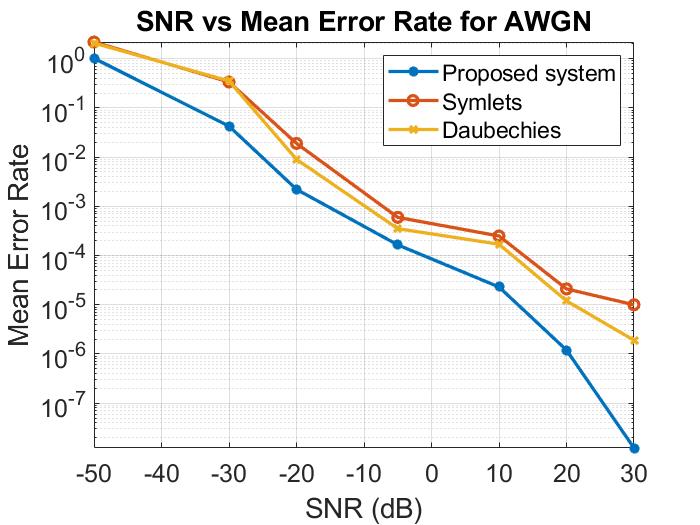 SNR vs Mean Error Rate for AWGN
Proposed system
Symlets
Daubechies
Mean Error Rate
10^0
10^-1
10^-2
10^-3
10^-4
10^-5
10^-6
10^-7
-50 -40 -30 -20 -10 0 10 20 30
SNR (dB)